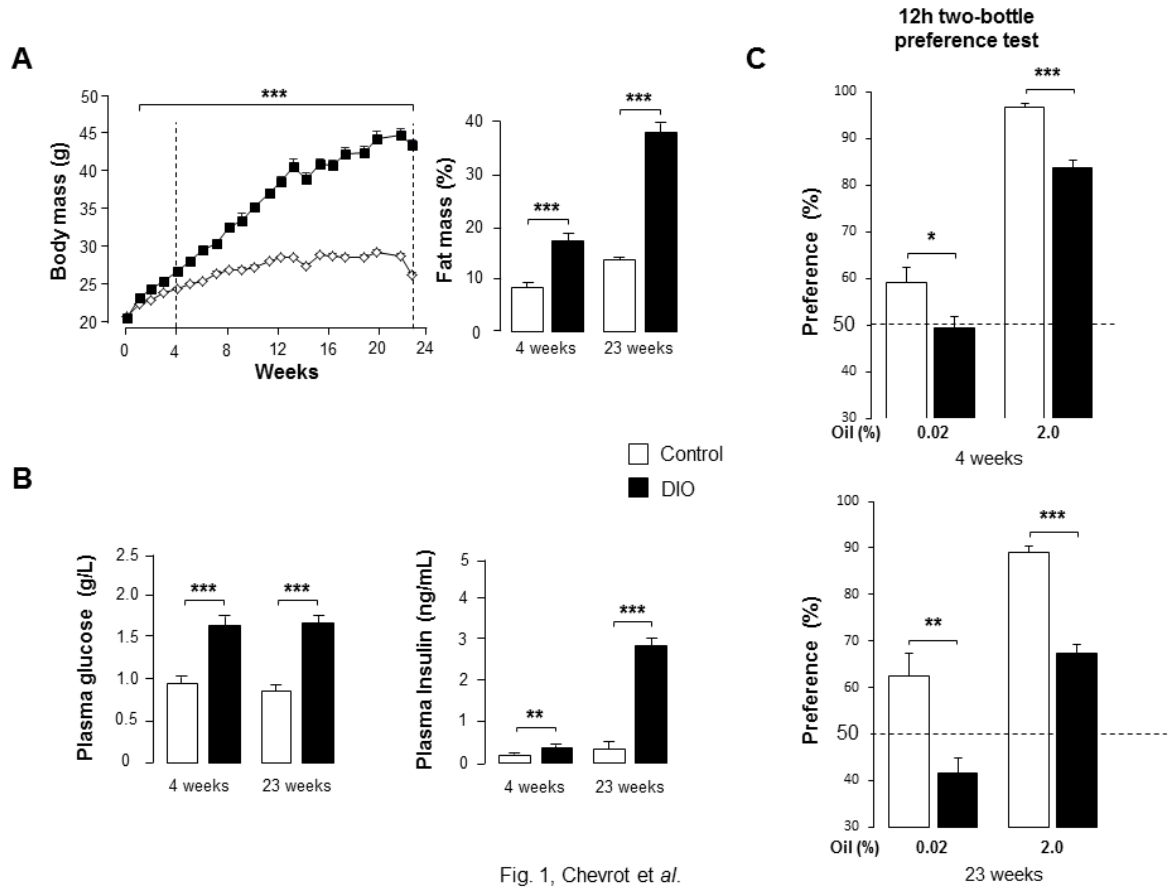 A
Body mass (g)
50
45
40
35
30
25
20
***
0 4 8 12 16 20 24
Weeks
Fat mass (%)
40
30
20
10
0
***
***
4 weeks 23 weeks
Control
DIO
B
Plasma glucose (g/L)
2.5
2.0
1.5
1.0
0.5
0
***
***
4 weeks 23 weeks
Plasma Insulin (ng/mL)
5
4
3
2
1
0
**
***
4 weeks 23 weeks
12h two-bottle
preference test
C
Preference (%)
100
90
80
70
60
50
40
30
*
***
Oil (%) 0.02 2.0
4 weeks
Preference (%)
100
90
80
70
60
50
40
30
**
***
Oil (%) 0.02 2.0
23 weeks
Fig. 1, Chevrot et al.